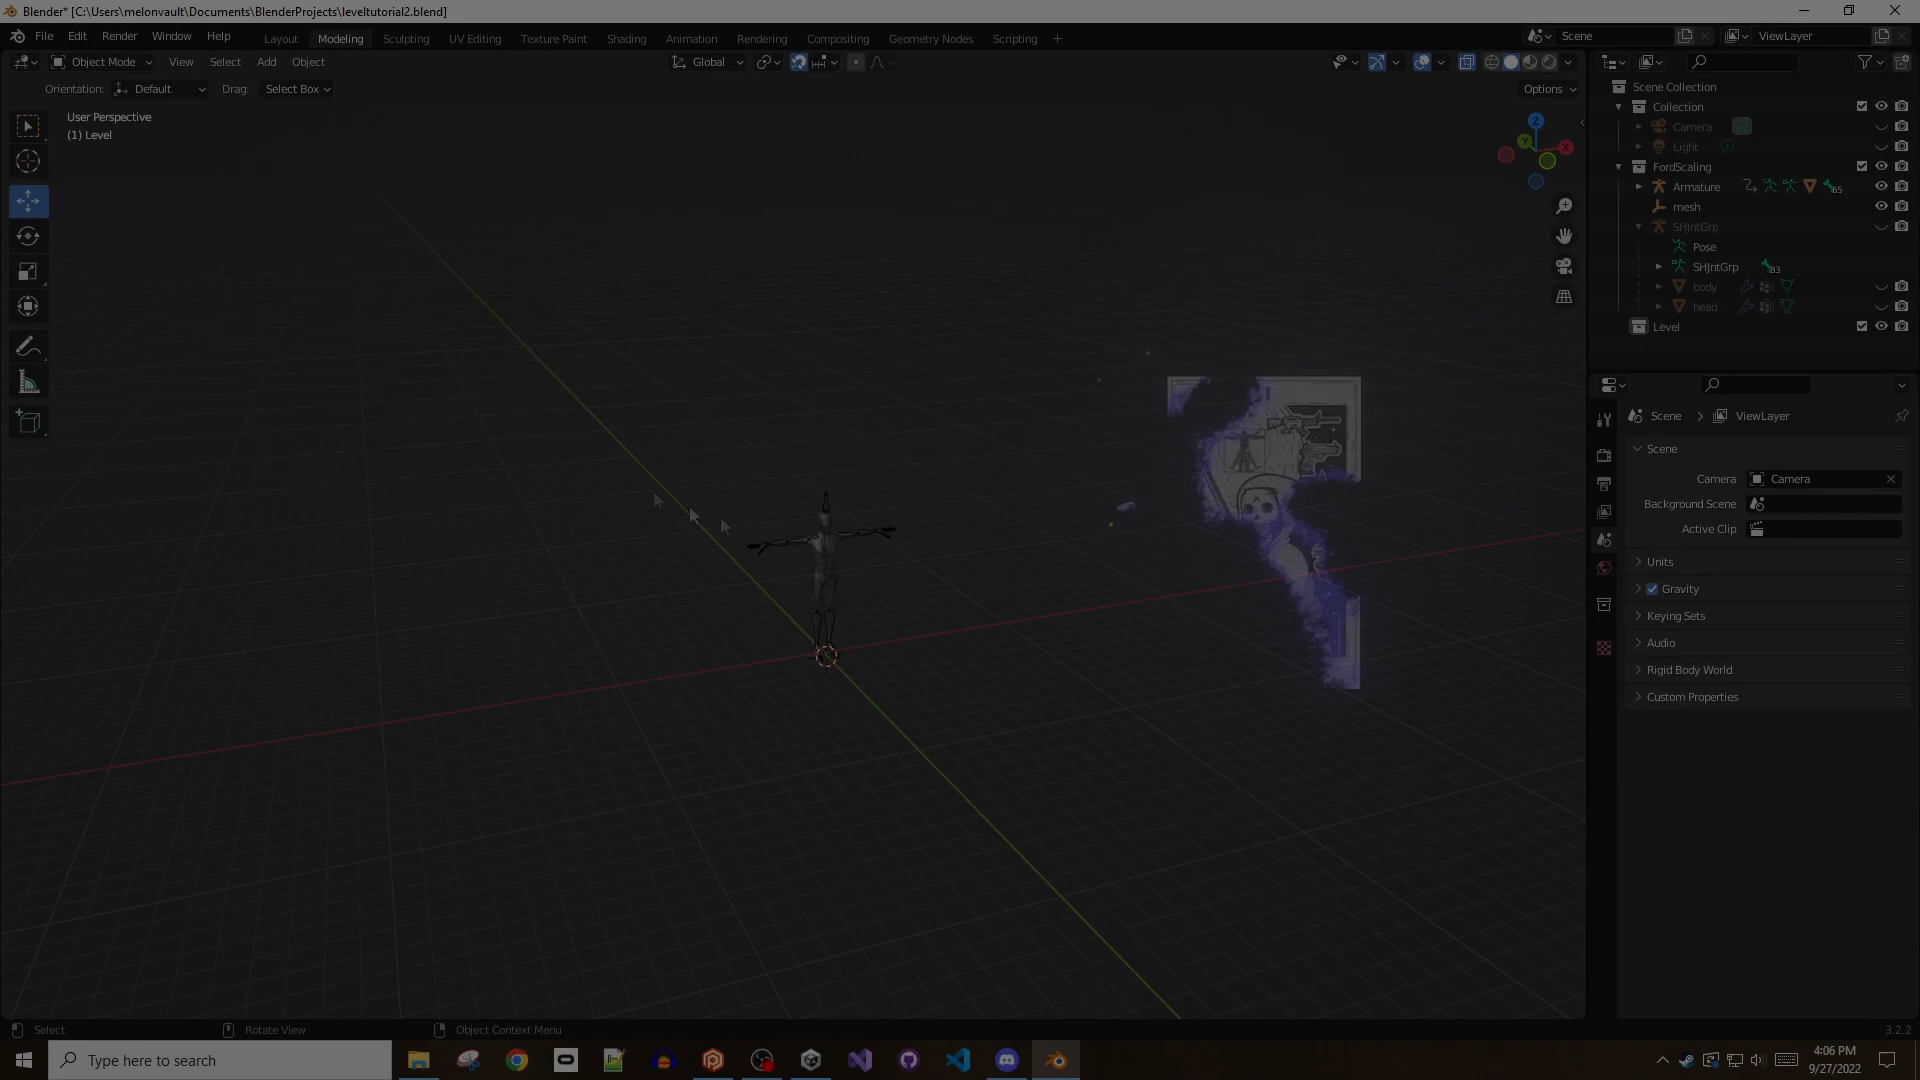 Blender* [C:\Users\melonvault\Documents\BlenderProjects\leveltutorial2.blend]
File Edit Render Window Help Layout Modeling Sculpting UV Editing Texture Paint Shading Animation Rendering Compositing Geometry Nodes Scripting + Scene ViewLayer
Object Mode View Select Add Object Global
Orientation: Default Drag: Select Box Options
User Perspective
(1) Level
Z
Y
X
Scene Collection
Collection
Camera
Light
FordScaling
Armature 65
mesh
SHJntGrp
Pose
SHJntGrp 83
body
head
Level
Scene > ViewLayer
Scene
Camera Camera
Background Scene
Active Clip
Units
Gravity
Keying Sets
Audio
Rigid Body World
Custom Properties
Select Rotate View Object Context Menu 3.2.2
Type here to search
4:06 PM
9/27/2022